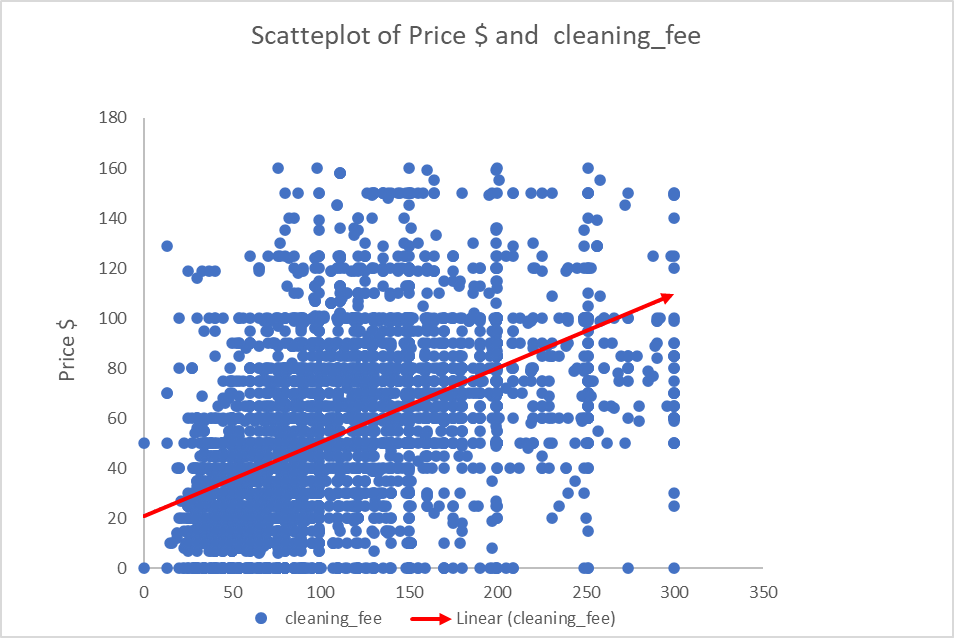 Scatteplot of Price $ and  cleaning_fee
Price $
180
160
140
120
100
80
60
40
20
0
0 50 100 150 200 250 300 350
cleaning_fee Linear (cleaning_fee)